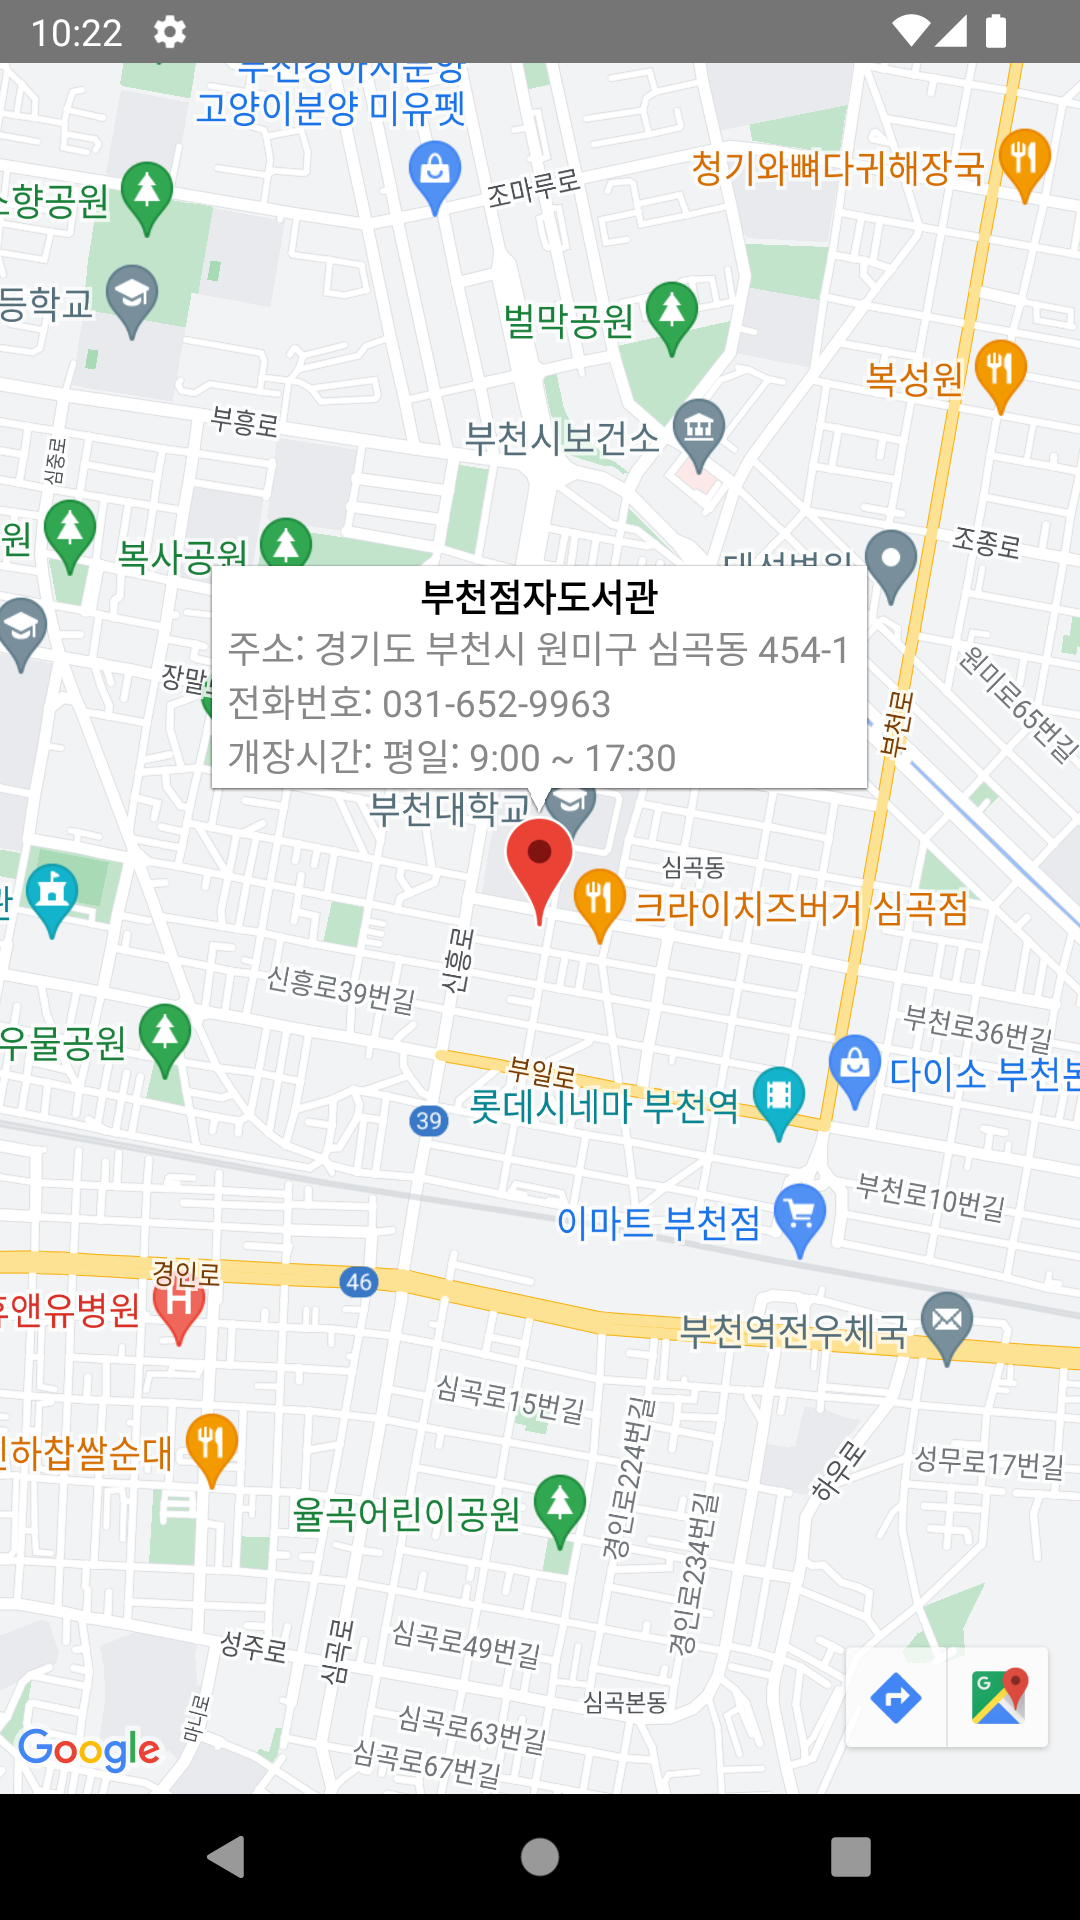 10:22
고양이분양 미유펫
조마루로
청기와뼈다귀해장국
소향공원
등학교
벌막공원
복성원
부흥로
부천시보건소
심중로
원
복사공원
조종로
부천점자도서관
주소: 경기도 부천시 원미구 심곡동 454-1
전화번호: 031-652-9963
개장시간: 평일: 9:00 ~ 17:30
원미로65번길
부천로
부천대학교
심곡동
크라이치즈버거 심곡점
신흥로
신흥로39번길
부천로36번길
우물공원
부일로
다이소 부천본
롯데시네마 부천역
39
부천로10번길
이마트 부천점
경인로
46
휴앤유병원
부천역전우체국
심곡로15번길
경인로224번길
하우로
성무로17번길
인하찹쌀순대
율곡어린이공원
경인로234번길
성주로
심곡로
심곡로49번길
심곡본동
마니로
심곡로63번길
심곡로67번길
Google